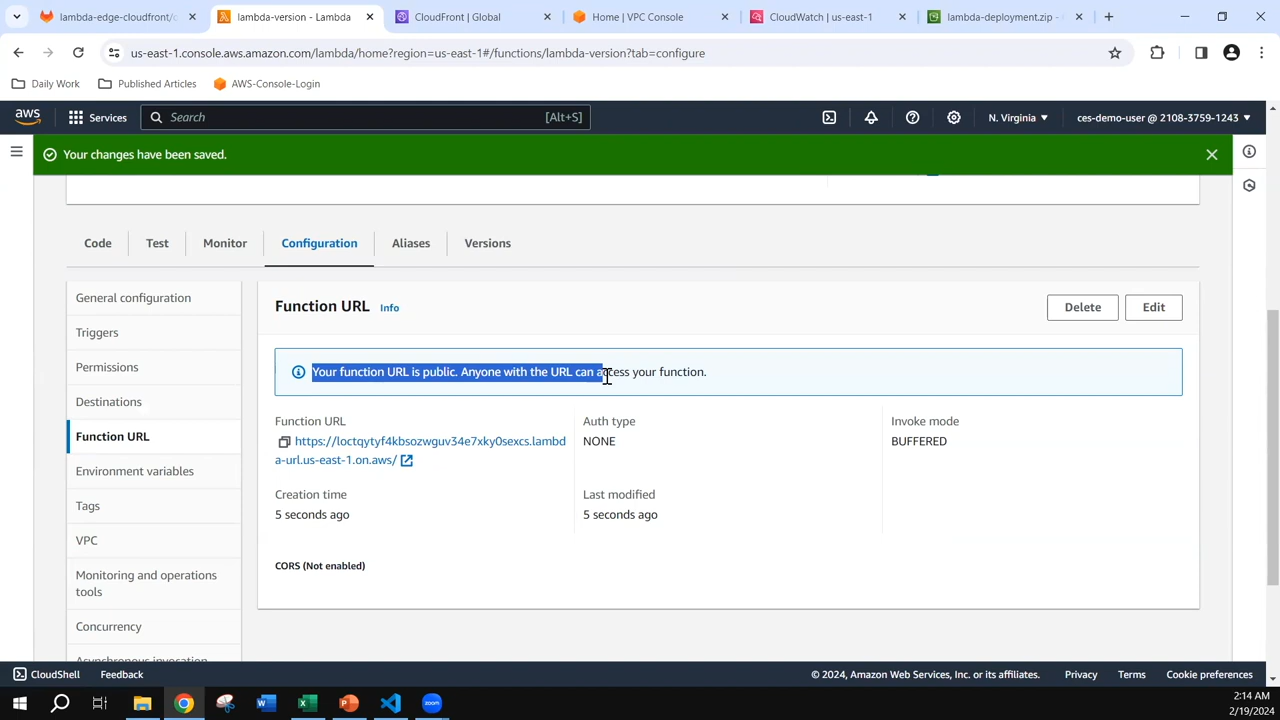 lambda-edge-cloudfront/c
lambda-version - Lambda
CloudFront | Global
Home | VPC Console
CloudWatch | us-east-1
lambda-deployment.zip -
us-east-1.console.aws.amazon.com/lambda/home?region=us-east-1#/functions/lambda-version?tab=configure
Daily Work
Published Articles
AWS-Console-Login
aws
Services
Search
[Alt+S]
N. Virginia
ces-demo-user @ 2108-3759-1243
Your changes have been saved.
Code
Test
Monitor
Configuration
Aliases
Versions
General configuration
Triggers
Permissions
Destinations
Function URL
Environment variables
Tags
VPC
Monitoring and operations
tools
Concurrency
Asynchronous invocation
Function URL Info
Delete
Edit
Your function URL is public. Anyone with the URL can access your function.
Function URL
https://loctqytyf4kbsozwguv34e7xky0sexcs.lambd
a-url.us-east-1.on.aws/
Auth type
NONE
Invoke mode
BUFFERED
Creation time
5 seconds ago
Last modified
5 seconds ago
CORS (Not enabled)
CloudShell
Feedback
© 2024, Amazon Web Services, Inc. or its affiliates.
Privacy
Terms
Cookie preferences
zoom
2:14 AM
2/19/2024